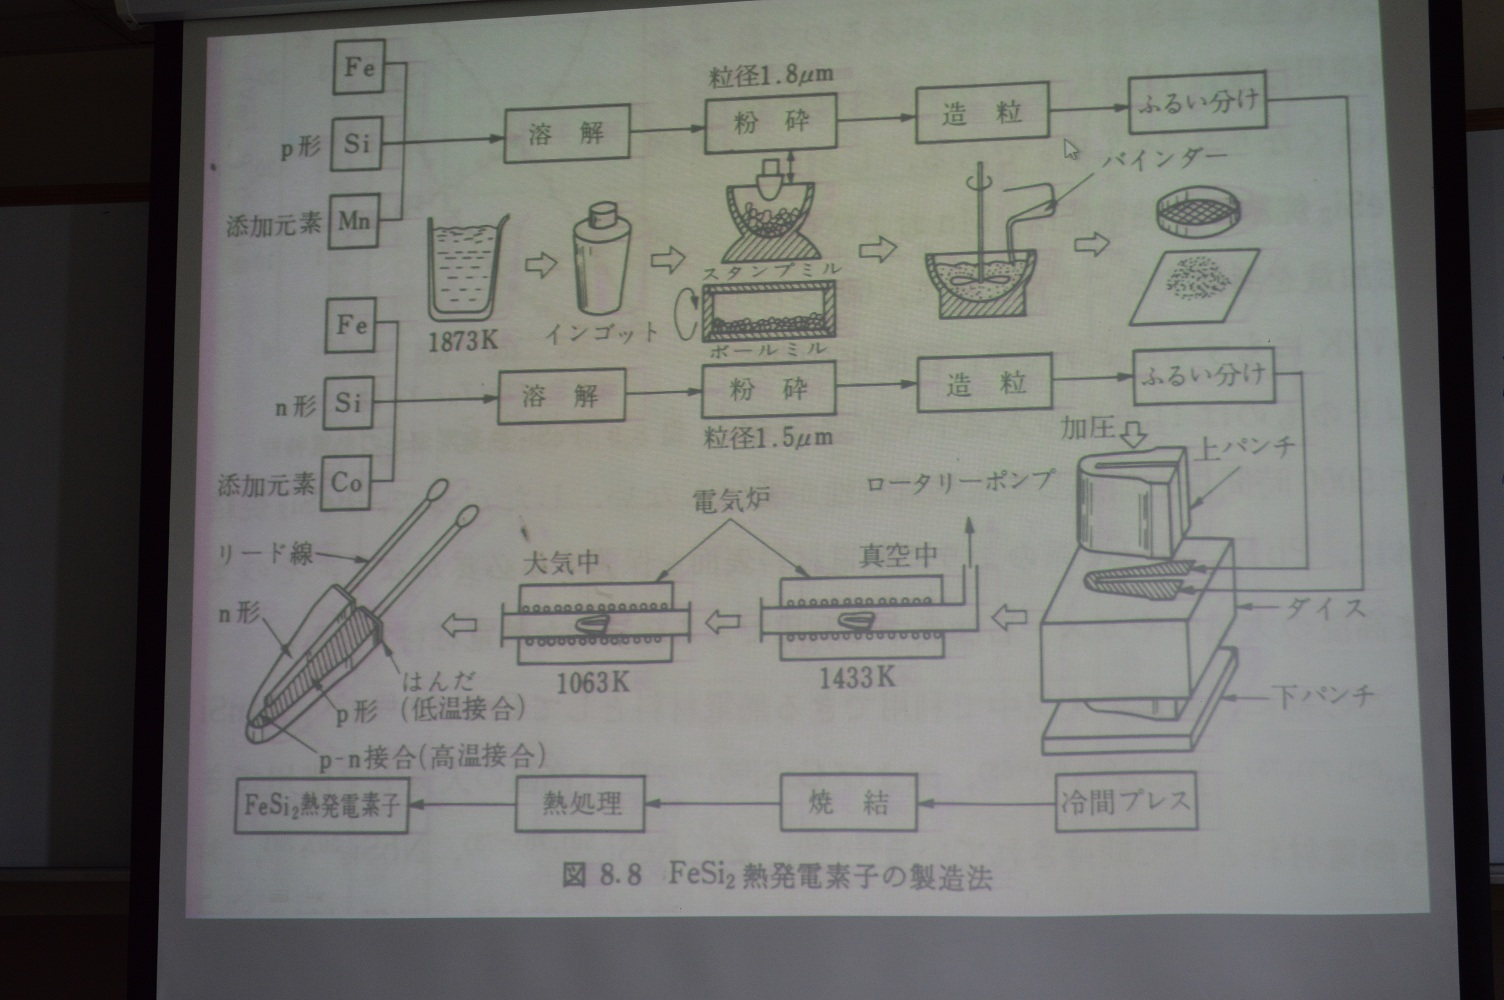 Fe
粒径1.8μm
p形 Si 溶解 粉砕 造粒 ふるい分け
バインダー
添加元素 Mn
スタンプミル
Fe 1873K インゴット
ボールミル
n形 Si 溶解 粉砕 造粒 ふるい分け
粒径1.5μm
加圧
上パンチ
添加元素 Co
ロータリーポンプ
電気炉
リード線 大気中 真空中
n形 ダイス
はんだ 1063K 1433K
p形 (低温接合) 下パンチ
p-n接合(高温接合)
FeSi₂熱発電素子 熱処理 焼結 冷間プレス
図 8.8 FeSi₂熱発電素子の製造法